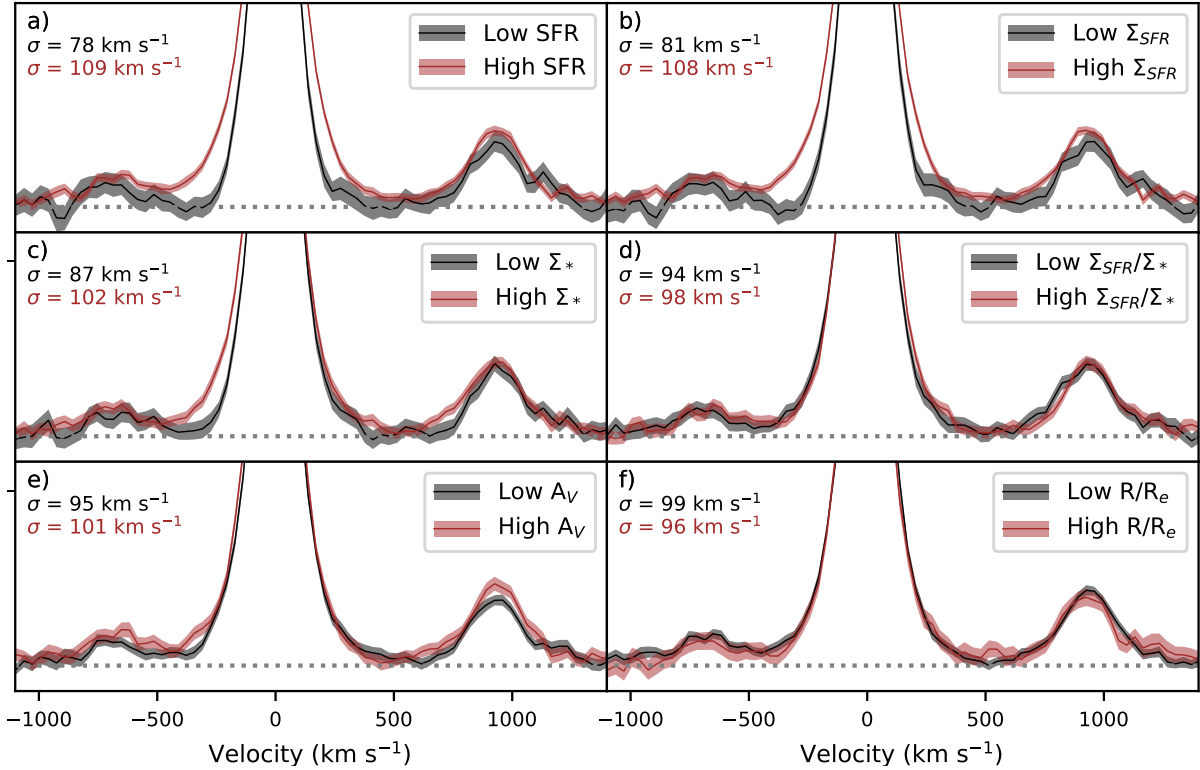 a)
σ = 78 km s⁻¹
σ = 109 km s⁻¹
Low SFR
High SFR
b)
σ = 81 km s⁻¹
σ = 108 km s⁻¹
Low Σ_SFR
High Σ_SFR
c)
σ = 87 km s⁻¹
σ = 102 km s⁻¹
Low Σ_*
High Σ_*
d)
σ = 94 km s⁻¹
σ = 98 km s⁻¹
Low Σ_SFR/Σ_*
High Σ_SFR/Σ_*
e)
σ = 95 km s⁻¹
σ = 101 km s⁻¹
Low A_V
High A_V
f)
σ = 99 km s⁻¹
σ = 96 km s⁻¹
Low R/R_e
High R/R_e
−1000 −500 0 500 1000
−1000 −500 0 500 1000
Velocity (km s⁻¹)
Velocity (km s⁻¹)